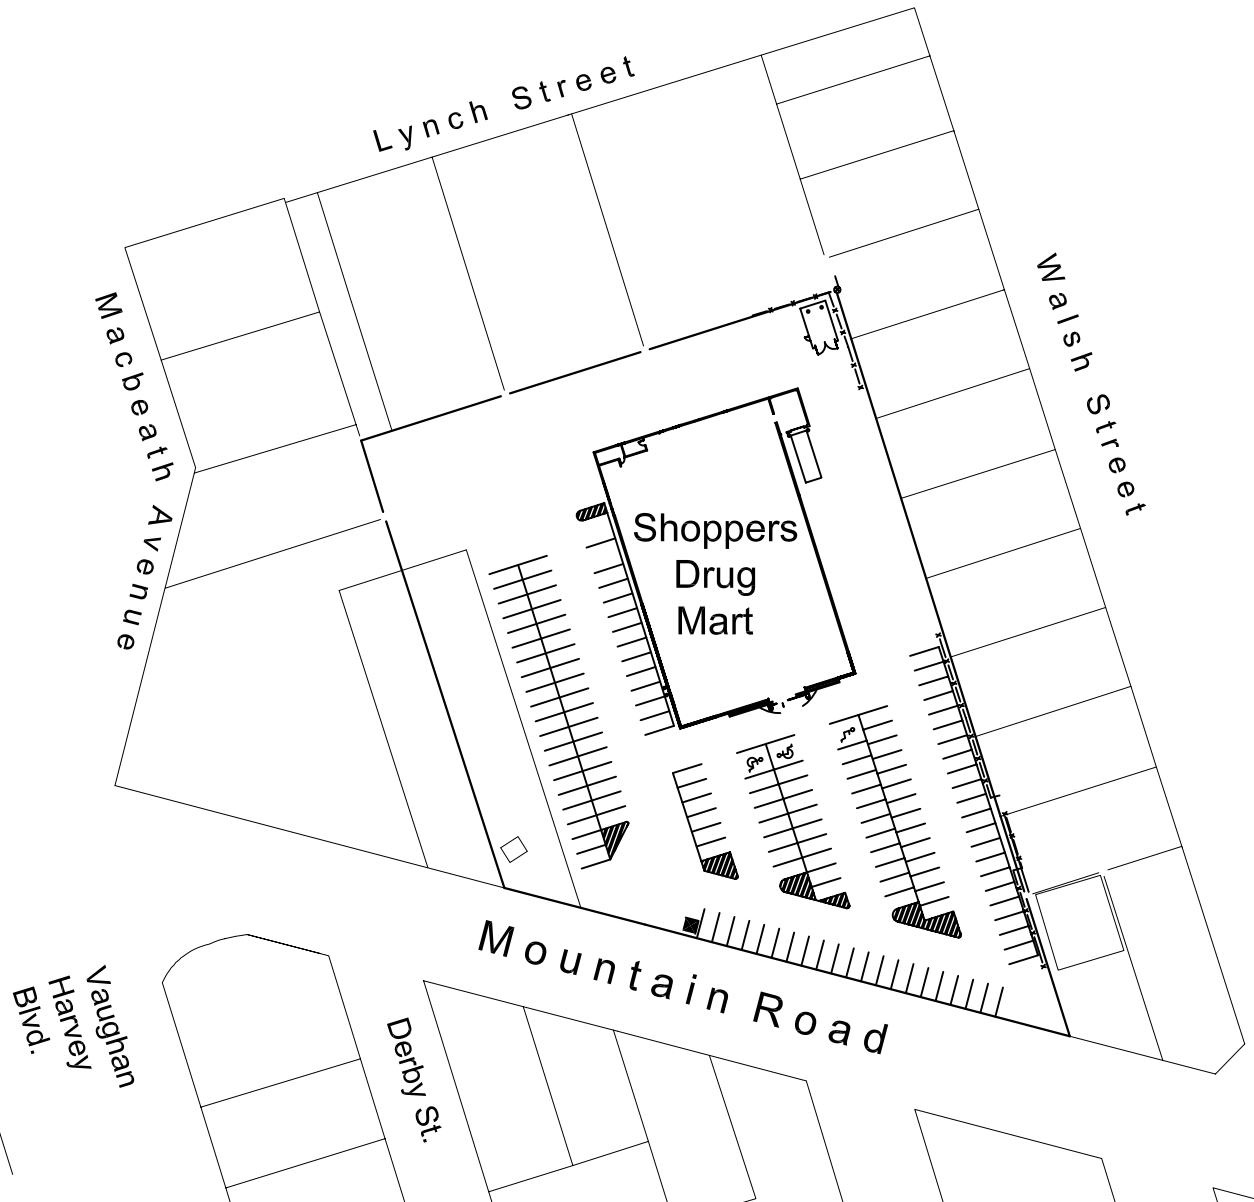 Lynch Street
Macbeath Avenue
Walsh Street
Shoppers
Drug
Mart
Mountain Road
Vaughan
Harvey
Blvd.
Derby St.